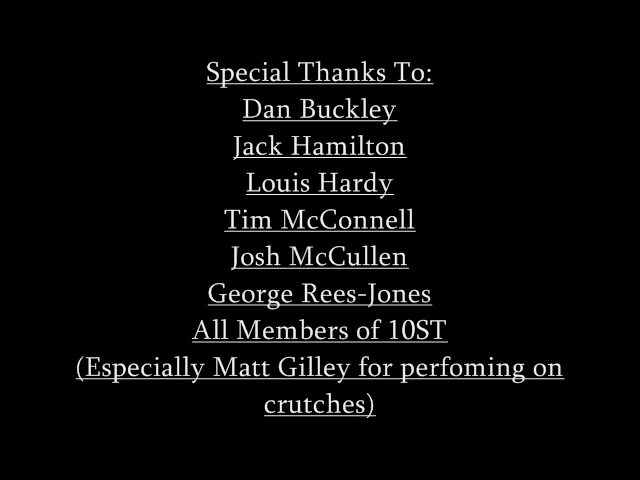 Special Thanks To:
Dan Buckley
Jack Hamilton
Louis Hardy
Tim McConnell
Josh McCullen
George Rees-Jones
All Members of 10ST
(Especially Matt Gilley for perfoming on
crutches)